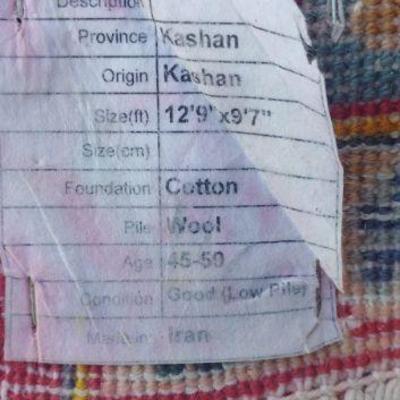 Description
Province Kashan
Origin Kashan
Size(ft) 12'9" x9'7"
Size(cm)
Foundation Cotton
Pile Wool
Age 45-50
Condition Good (Low Pile)
Made in: Iran